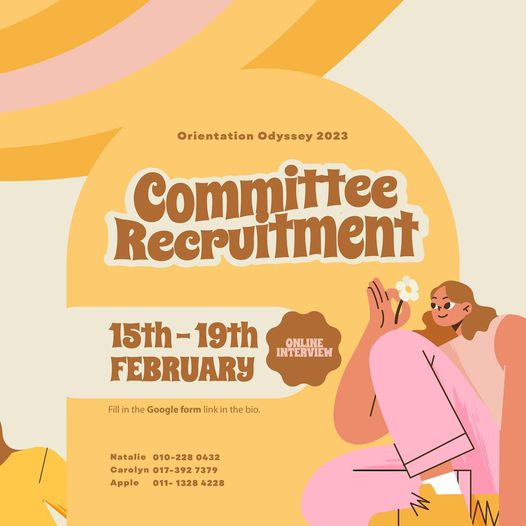 Orientation Odyssey 2023
Committee
Recruitment
15th – 19th
FEBRUARY
ONLINE
INTERVIEW
Fill in the Google form link in the bio.
Natalie 010-228 0432
Carolyn 017-392 7379
Apple 011- 1328 4228